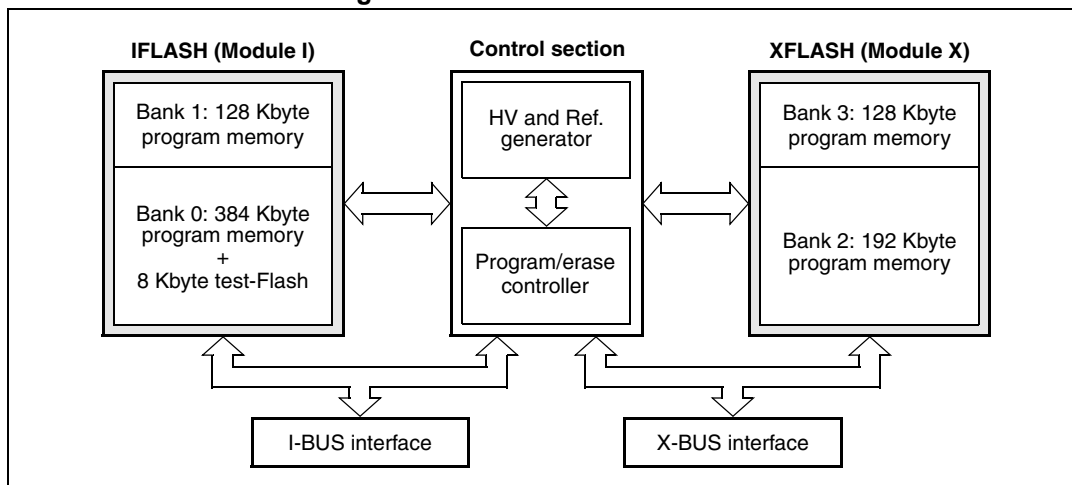 IFLASH (Module I)
Bank 1: 128 Kbyte
program memory
Bank 0: 384 Kbyte
program memory
+
8 Kbyte test-Flash
Control section
HV and Ref.
generator
Program/erase
controller
XFLASH (Module X)
Bank 3: 128 Kbyte
program memory
Bank 2: 192 Kbyte
program memory
I-BUS interface
X-BUS interface